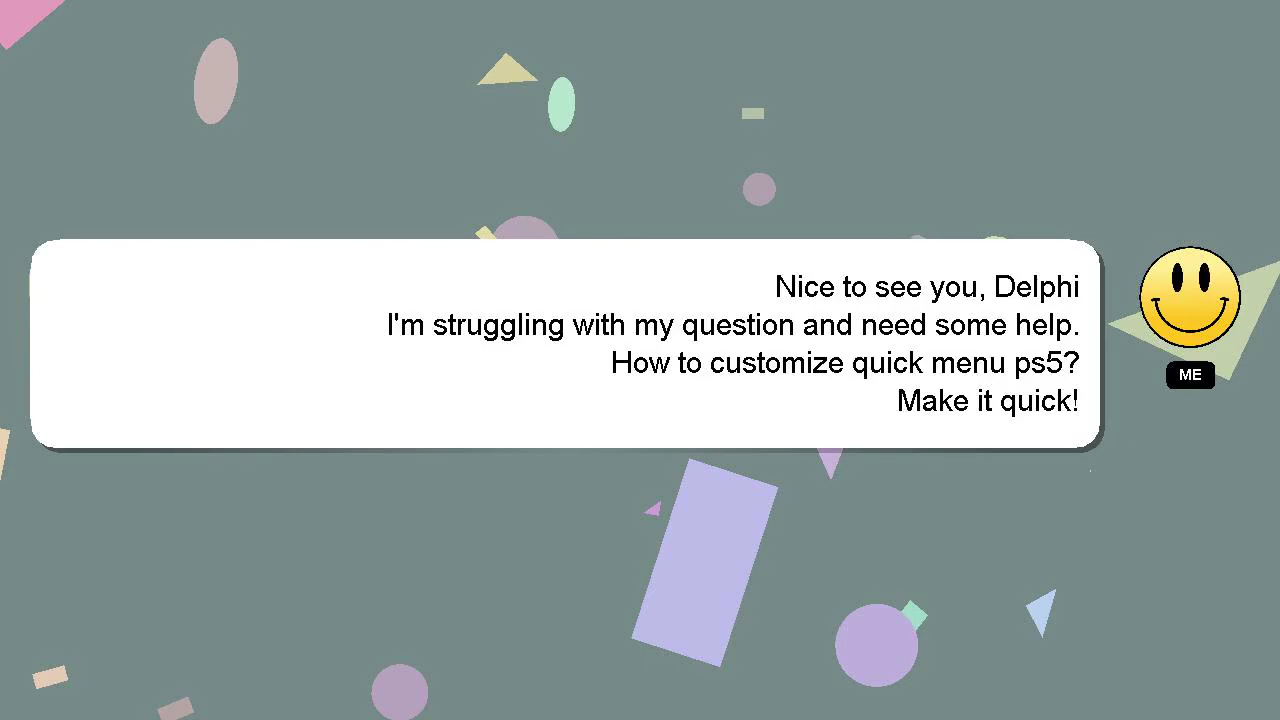 Nice to see you, Delphi
I'm struggling with my question and need some help.
How to customize quick menu ps5?
Make it quick!
ME